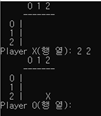 0 1 2
-------
0 |
1 |
2 |
Player X(행 열): 2 2
0 1 2
-------
0 |
1 |
2 | X
Player O(행 열):